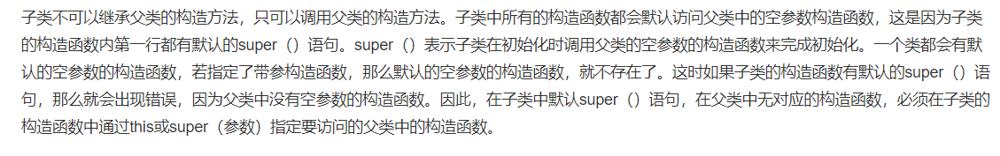 子类不可以继承父类的构造方法，只可以调用父类的构造方法。子类中所有的构造函数都会默认访问父类中的空参数构造函数，这是因为子类
的构造函数内第一行都有默认的super（）语句。super（）表示子类在初始化时调用父类的空参数的构造函数来完成初始化。一个类都会有默
认的空参数的构造函数，若指定了带参构造函数，那么默认的空参数的构造函数，就不存在了。这时如果子类的构造函数有默认的super（）语
句，那么就会出现错误，因为父类中没有空参数的构造函数。因此，在子类中默认super（）语句，在父类中无对应的构造函数，必须在子类的
构造函数中通过this或super（参数）指定要访问的父类中的构造函数。